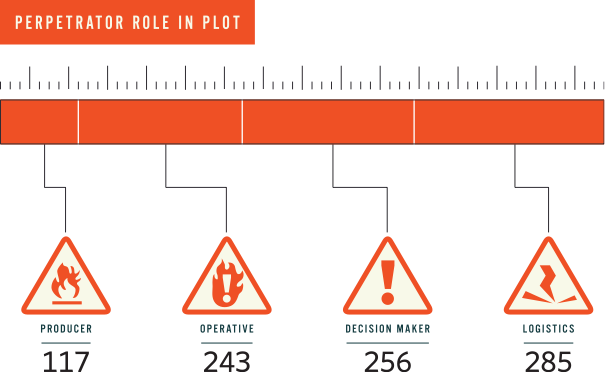 PERPETRATOR ROLE IN PLOT
PRODUCER OPERATIVE DECISION MAKER LOGISTICS
117 243 256 285